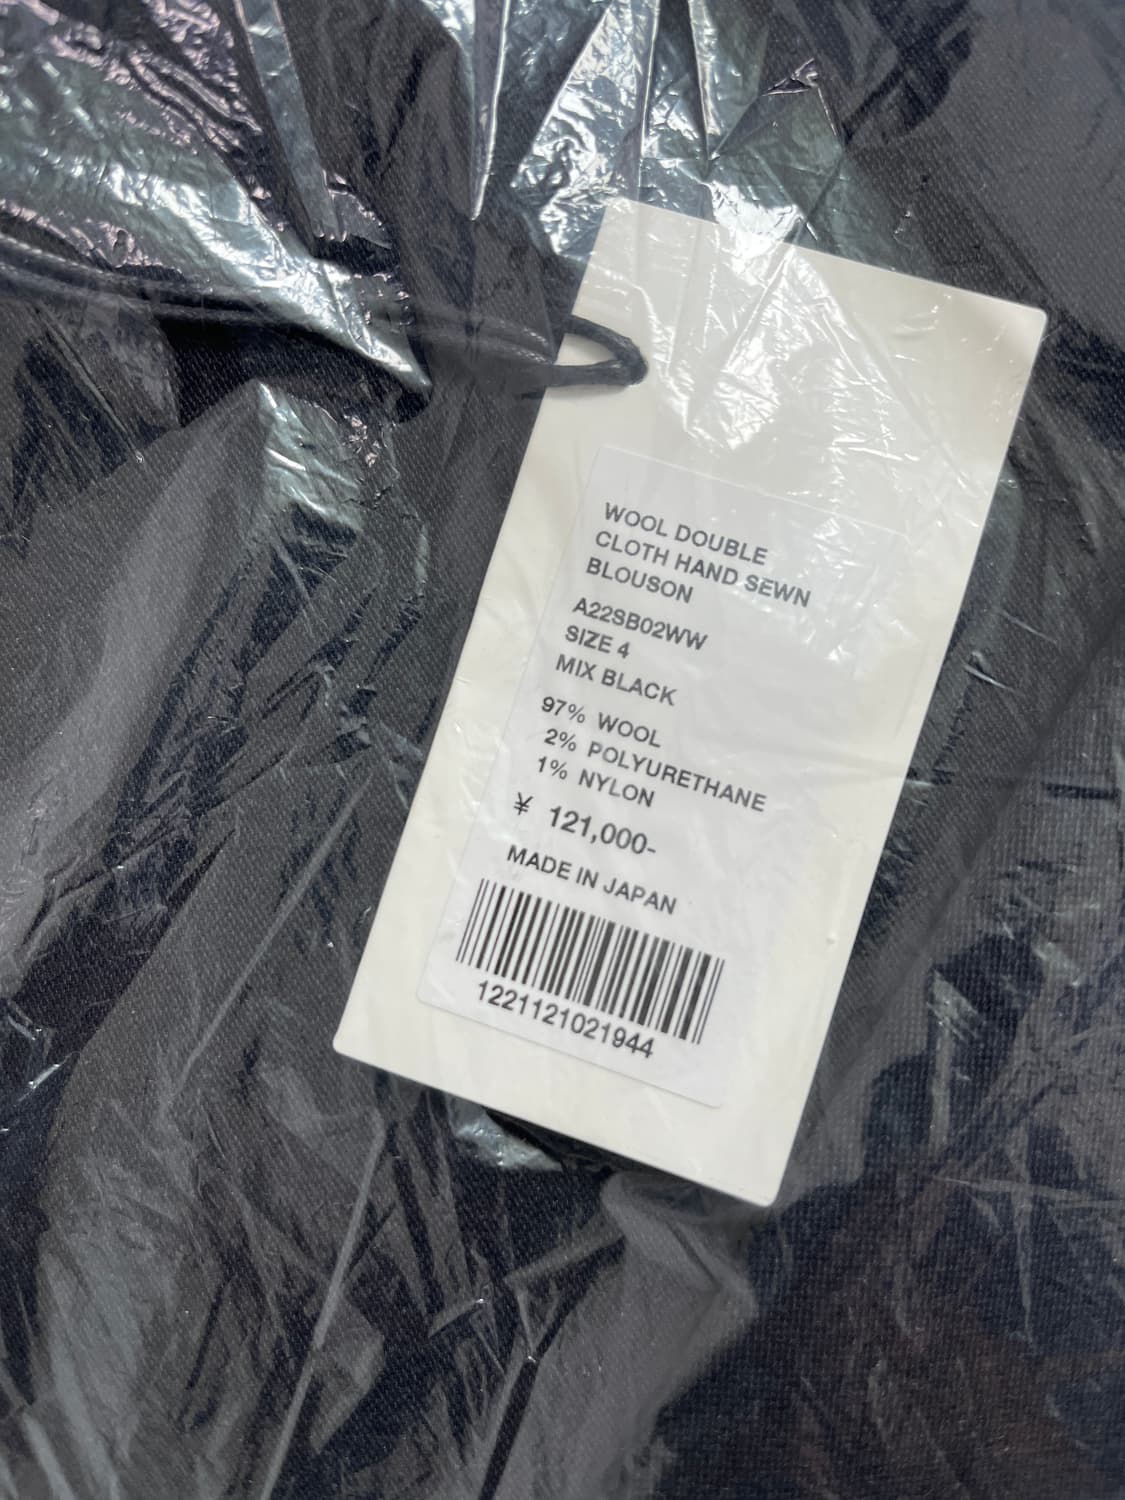 WOOL DOUBLE
CLOTH HAND SEWN
BLOUSON
A22SB02WW
SIZE 4
MIX BLACK
97% WOOL
2% POLYURETHANE
1% NYLON
¥ 121,000-
MADE IN JAPAN
1221121021944